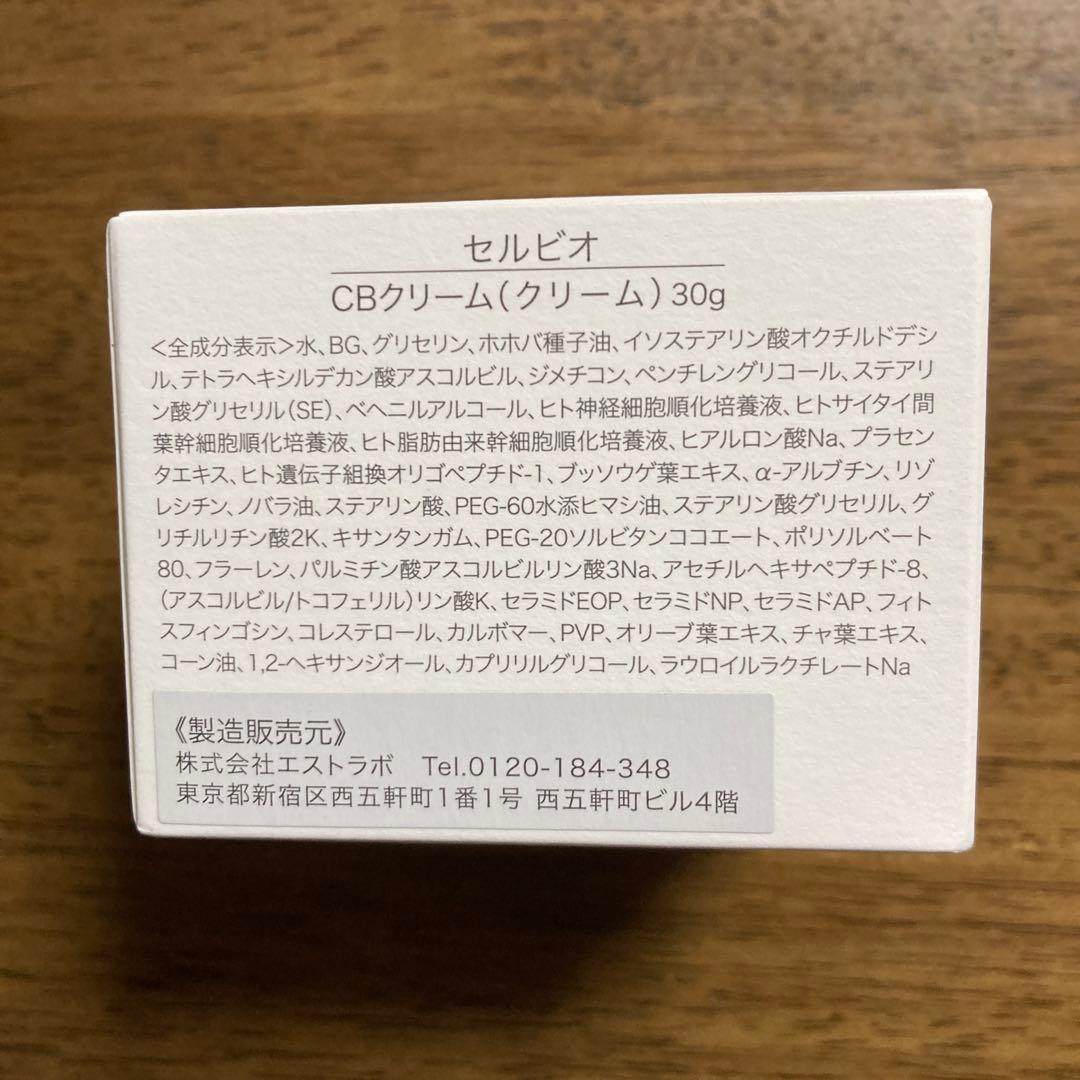 セルビオ
CBクリーム(クリーム)30g
<全成分表示>水、BG、グリセリン、ホホバ種子油、イソステアリン酸オクチルドデシ
ル、テトラヘキシルデカン酸アスコルビル、ジメチコン、ペンチレングリコール、ステアリ
ン酸グリセリル(SE)、ベヘニルアルコール、ヒト神経細胞順化培養液、ヒトサイタイ間
葉幹細胞順化培養液、ヒト脂肪由来幹細胞順化培養液、ヒアルロン酸Na、プラセン
タエキス、ヒト遺伝子組換オリゴペプチド-1、ブッソウゲ葉エキス、α-アルブチン、リゾ
レシチン、ノバラ油、ステアリン酸、PEG-60水添ヒマシ油、ステアリン酸グリセリル、グ
リチルリチン酸2K、キサンタンガム、PEG-20ソルビタンココエート、ポリソルベート
80、フラーレン、パルミチン酸アスコルビルリン酸3Na、アセチルヘキサペプチド-8、
(アスコルビル/トコフェリル)リン酸K、セラミドEOP、セラミドNP、セラミドAP、フィト
スフィンゴシン、コレステロール、カルボマー、PVP、オリーブ葉エキス、チャ葉エキス、
コーン油、1,2-ヘキサンジオール、カプリリルグリコール、ラウロイルラクチレートNa
《製造販売元》
株式会社エストラボ Tel.0120-184-348
東京都新宿区西五軒町1番1号 西五軒町ビル4階